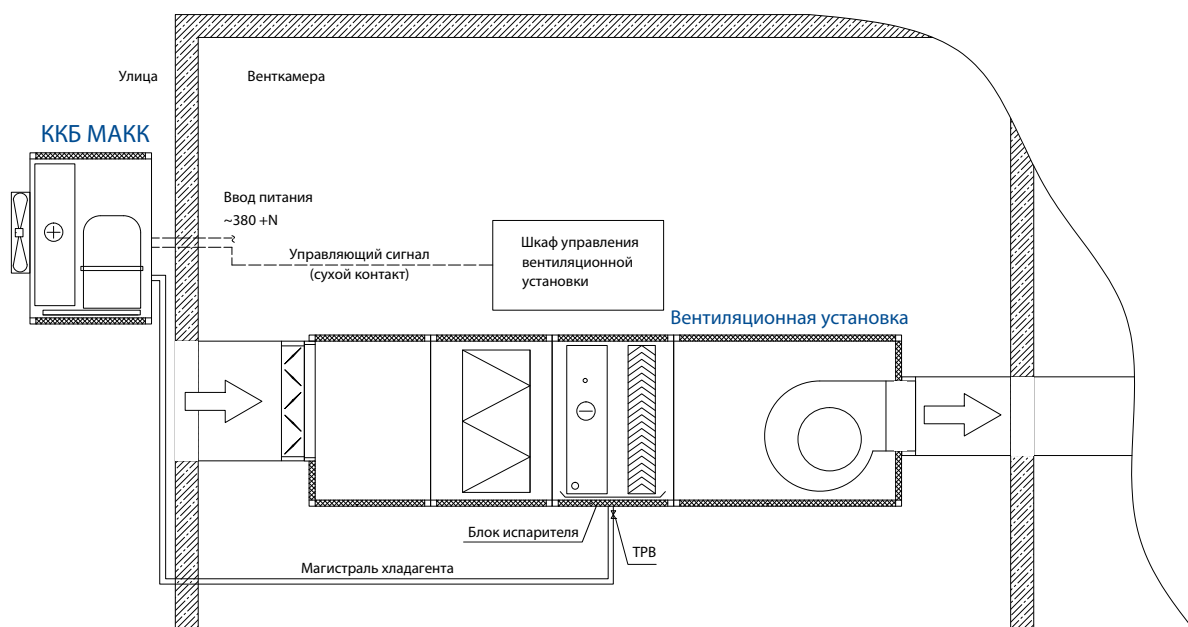 Улица
Венткамера
ККБ МАКК
Ввод питания
~380 +N
Управляющий сигнал
(сухой контакт)
Шкаф управления
вентиляционной
установки
Вентиляционная установка
Блок испарителя
ТРВ
Магистраль хладагента